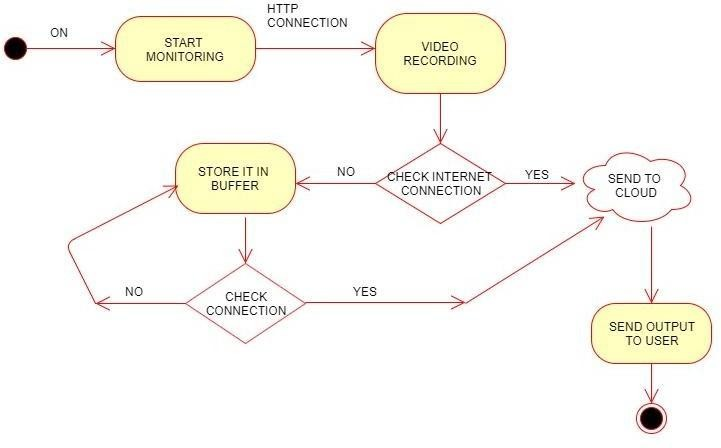 ON
START
MONITORING
HTTP
CONNECTION
VIDEO
RECORDING
CHECK INTERNET
CONNECTION
NO
YES
STORE IT IN
BUFFER
SEND TO
CLOUD
CHECK
CONNECTION
NO
YES
SEND OUTPUT
TO USER